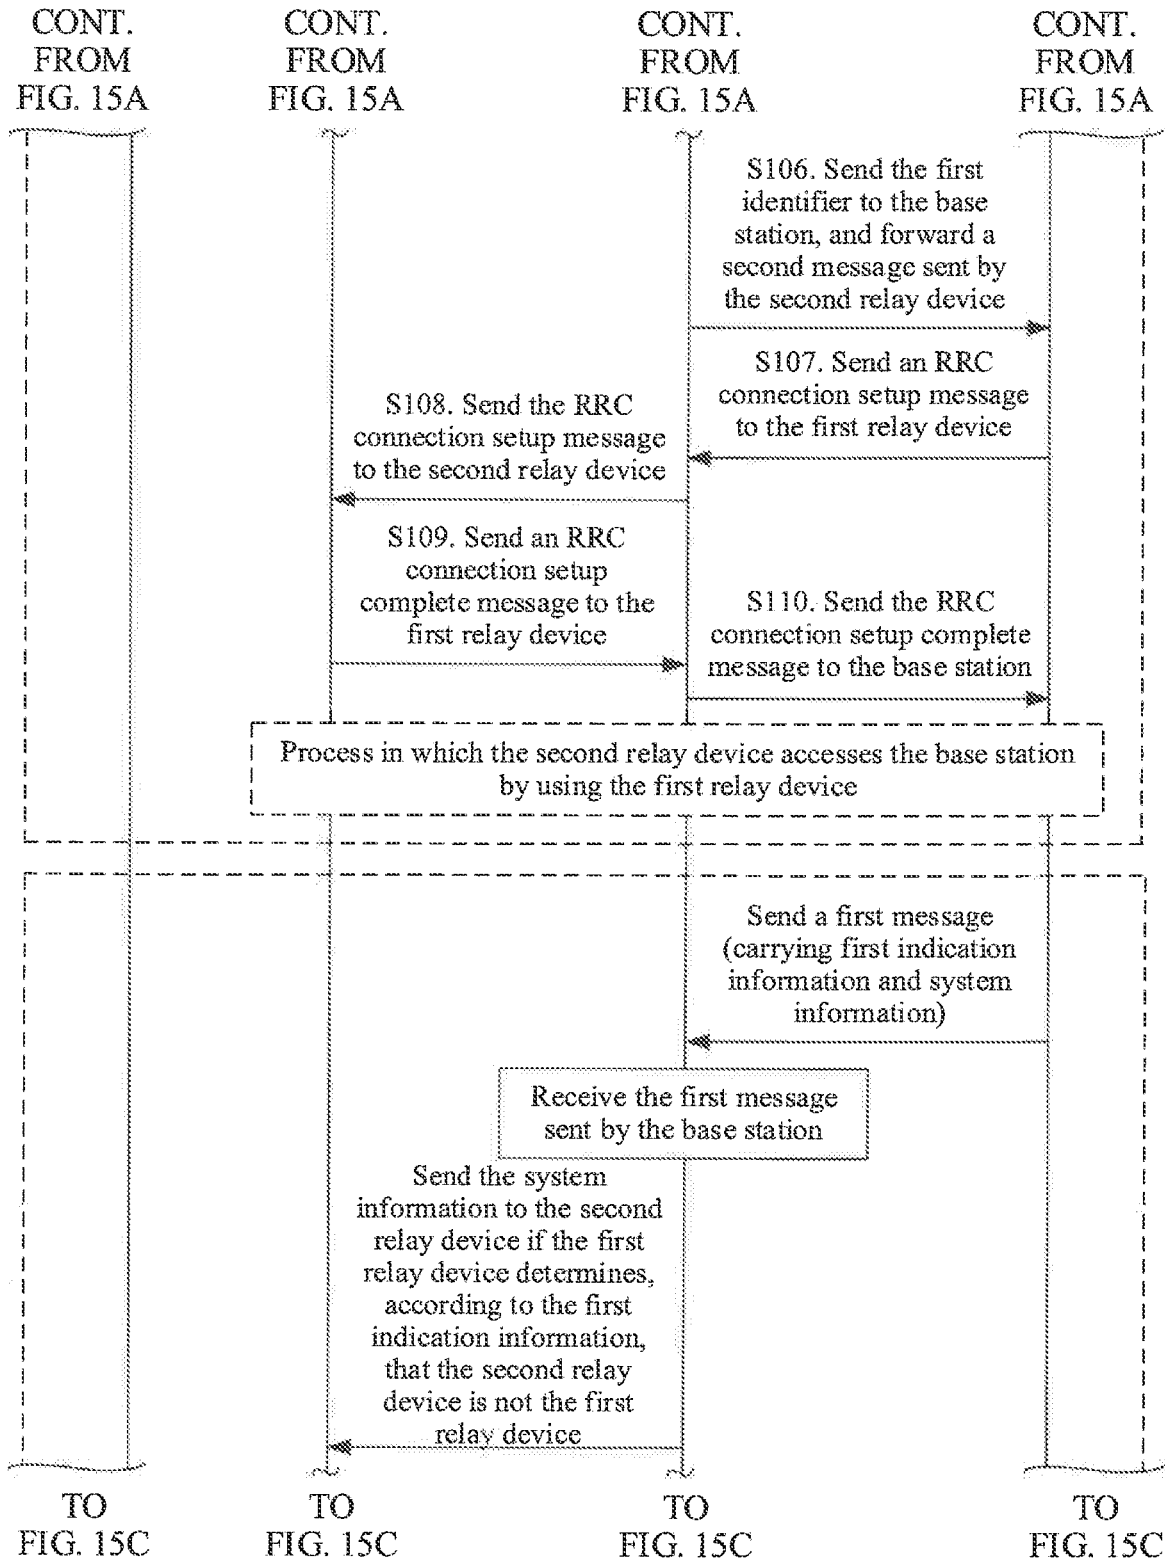 CONT.
FROM
FIG. 15A
CONT.
FROM
FIG. 15A
CONT.
FROM
FIG. 15A
CONT.
FROM
FIG. 15A
S106. Send the first
identifier to the base
station, and forward a
second message sent by
the second relay device
S107. Send an RRC
connection setup message
to the first relay device
S108. Send the RRC
connection setup message
to the second relay device
S109. Send an RRC
connection setup
complete message to the
first relay device
S110. Send the RRC
connection setup complete
message to the base station
Process in which the second relay device accesses the base station
by using the first relay device
Send a first message
(carrying first indication
information and system
information)
Receive the first message
sent by the base station
Send the system
information to the second
relay device if the first
relay device determines,
according to the first
indication information,
that the second relay
device is not the first
relay device
TO
FIG. 15C
TO
FIG. 15C
TO
FIG. 15C
TO
FIG. 15C